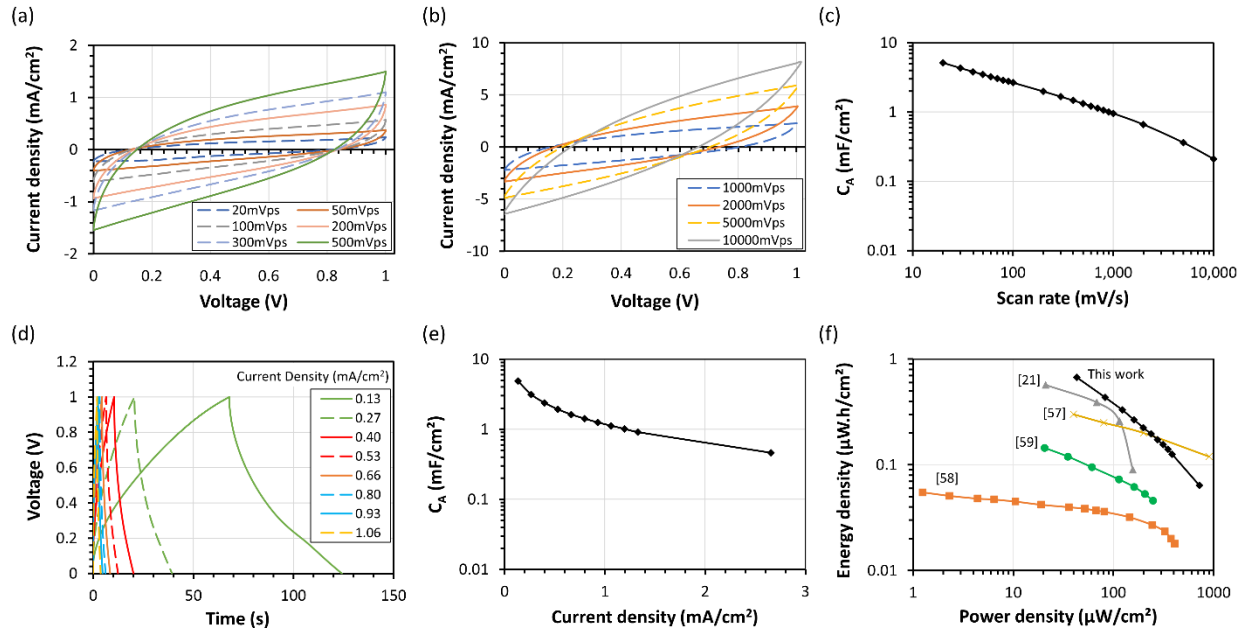 (a)
Current density (mA/cm²)
2
1
0
-1
-2
0
0.2
0.4
0.6
0.8
1
Voltage (V)
20mVps
50mVps
100mVps
200mVps
300mVps
500mVps
(b)
Current density (mA/cm²)
10
5
0
-5
-10
0
0.2
0.4
0.6
0.8
1
Voltage (V)
1000mVps
2000mVps
5000mVps
10000mVps
(c)
C_A (mF/cm²)
10
1
0.1
0.01
10
100
1,000
10,000
Scan rate (mV/s)
(d)
Voltage (V)
1.2
1
0.8
0.6
0.4
0.2
0
0
50
100
150
Time (s)
Current Density (mA/cm²)
0.13
0.27
0.40
0.53
0.66
0.80
0.93
1.06
(e)
C_A (mF/cm²)
10
1
0.1
0.01
0
1
2
3
Current density (mA/cm²)
(f)
Energy density (µW.h/cm²)
1
0.1
0.01
1
10
100
1000
Power density (µW/cm²)
[21]
This work
[57]
[59]
[58]